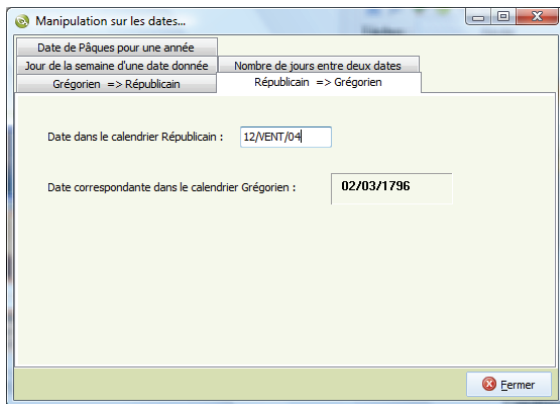 Manipulation sur les dates...
Date de Pâques pour une année
Jour de la semaine d'une date donnée Nombre de jours entre deux dates
Grégorien => Républicain Républicain => Grégorien
Date dans le calendrier Républicain : 12/VENT/04
Date correspondante dans le calendrier Grégorien : 02/03/1796
Fermer